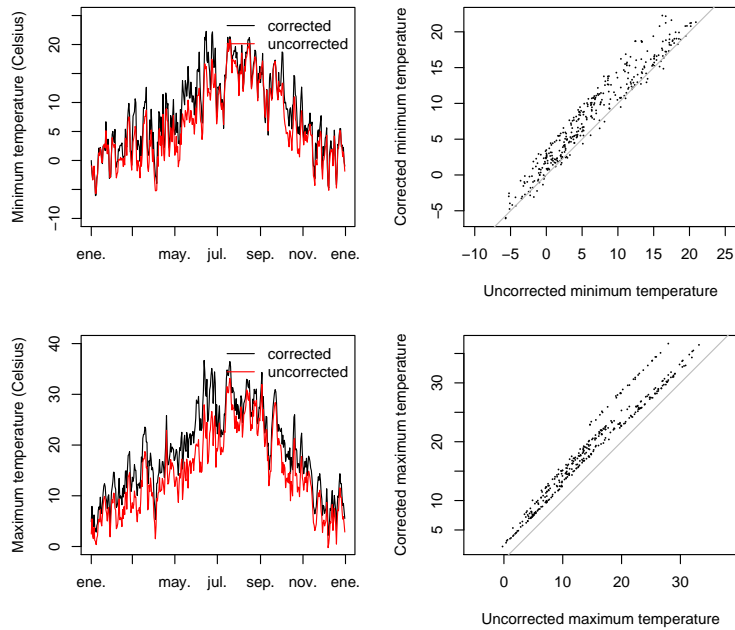 Minimum temperature (Celsius)
−10
0
5
10
20
ene.
may.
jul.
sep.
nov.
ene.
corrected
uncorrected
Corrected minimum temperature
−5
0
5
10
15
20
−10
−5
0
5
10
15
20
25
Uncorrected minimum temperature
Maximum temperature (Celsius)
0
10
20
30
40
ene.
may.
jul.
sep.
nov.
ene.
corrected
uncorrected
Corrected maximum temperature
5
10
20
30
0
10
20
30
Uncorrected maximum temperature